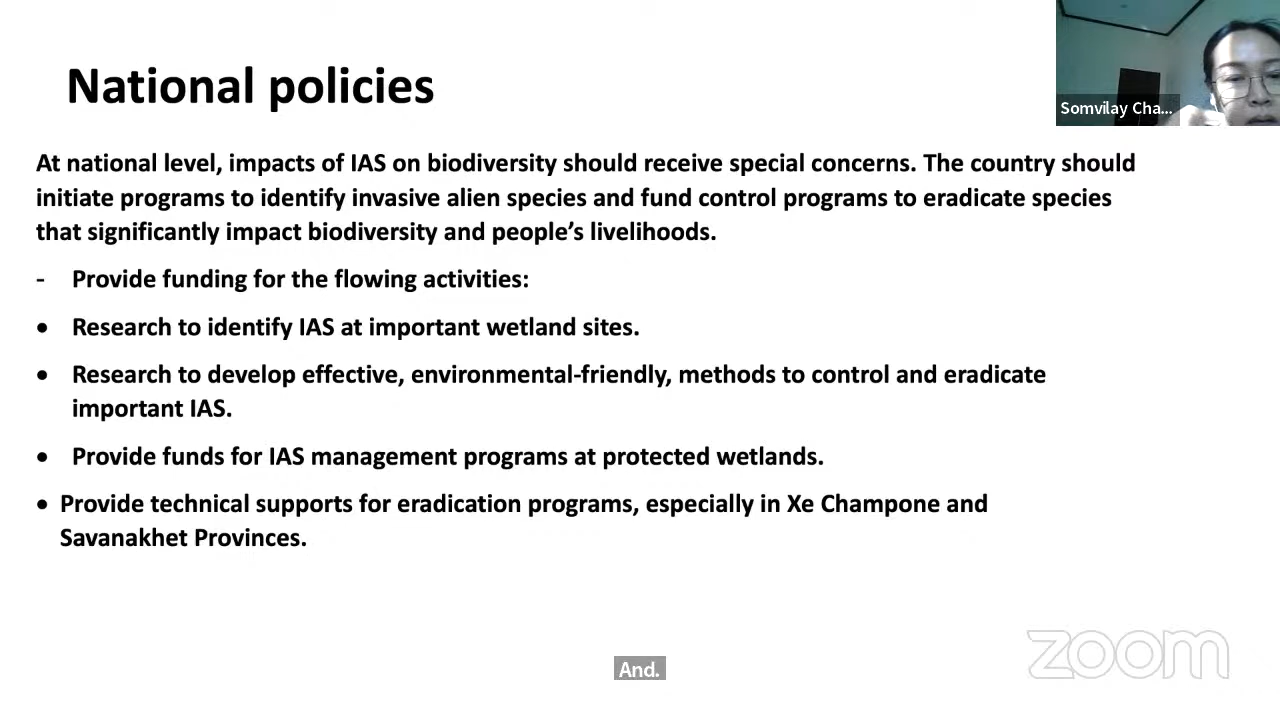 National policies
Somvilay Cha...
At national level, impacts of IAS on biodiversity should receive special concerns. The country should
initiate programs to identify invasive alien species and fund control programs to eradicate species
that significantly impact biodiversity and people’s livelihoods.
- Provide funding for the flowing activities:
• Research to identify IAS at important wetland sites.
• Research to develop effective, environmental-friendly, methods to control and eradicate
important IAS.
• Provide funds for IAS management programs at protected wetlands.
• Provide technical supports for eradication programs, especially in Xe Champone and
Savanakhet Provinces.
zoom
And.